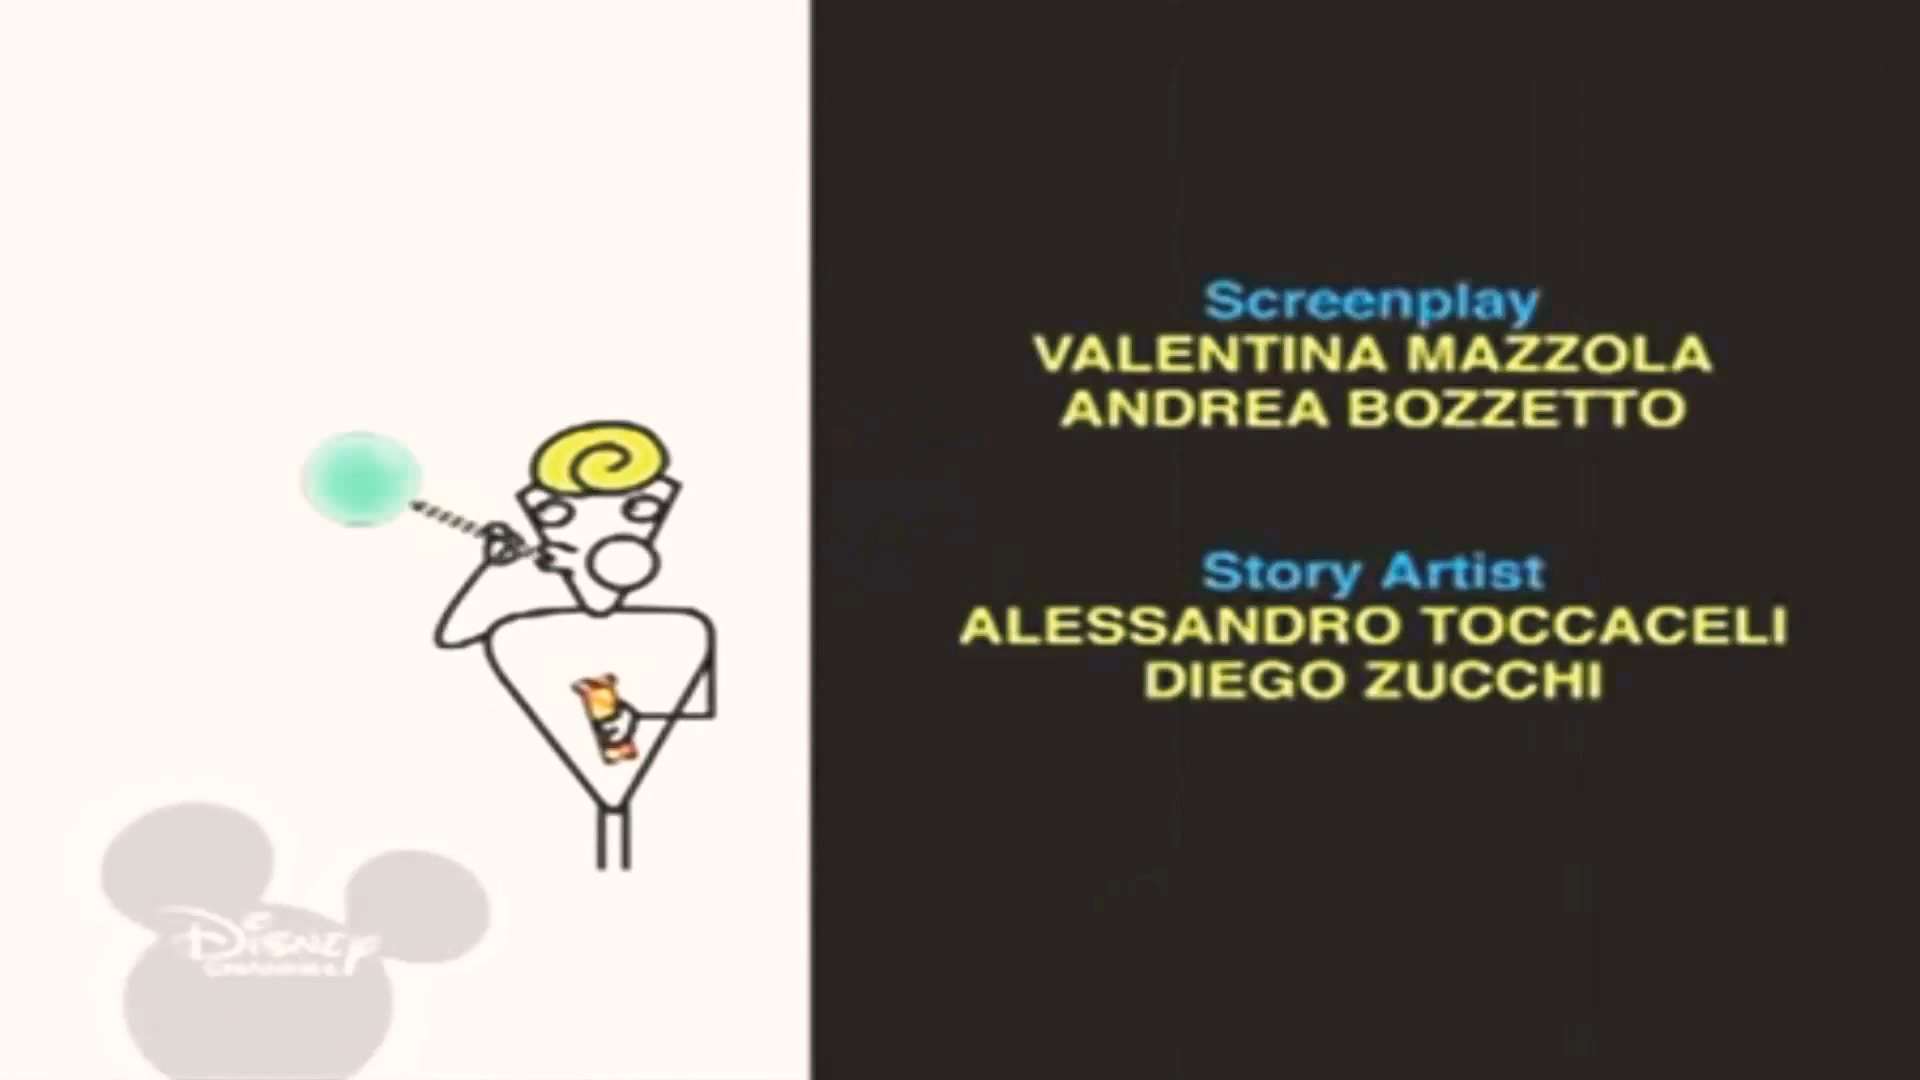 Screenplay
VALENTINA MAZZOLA
ANDREA BOZZETTO
Story Artist
ALESSANDRO TOCCACELI
DIEGO ZUCCHI
Disney